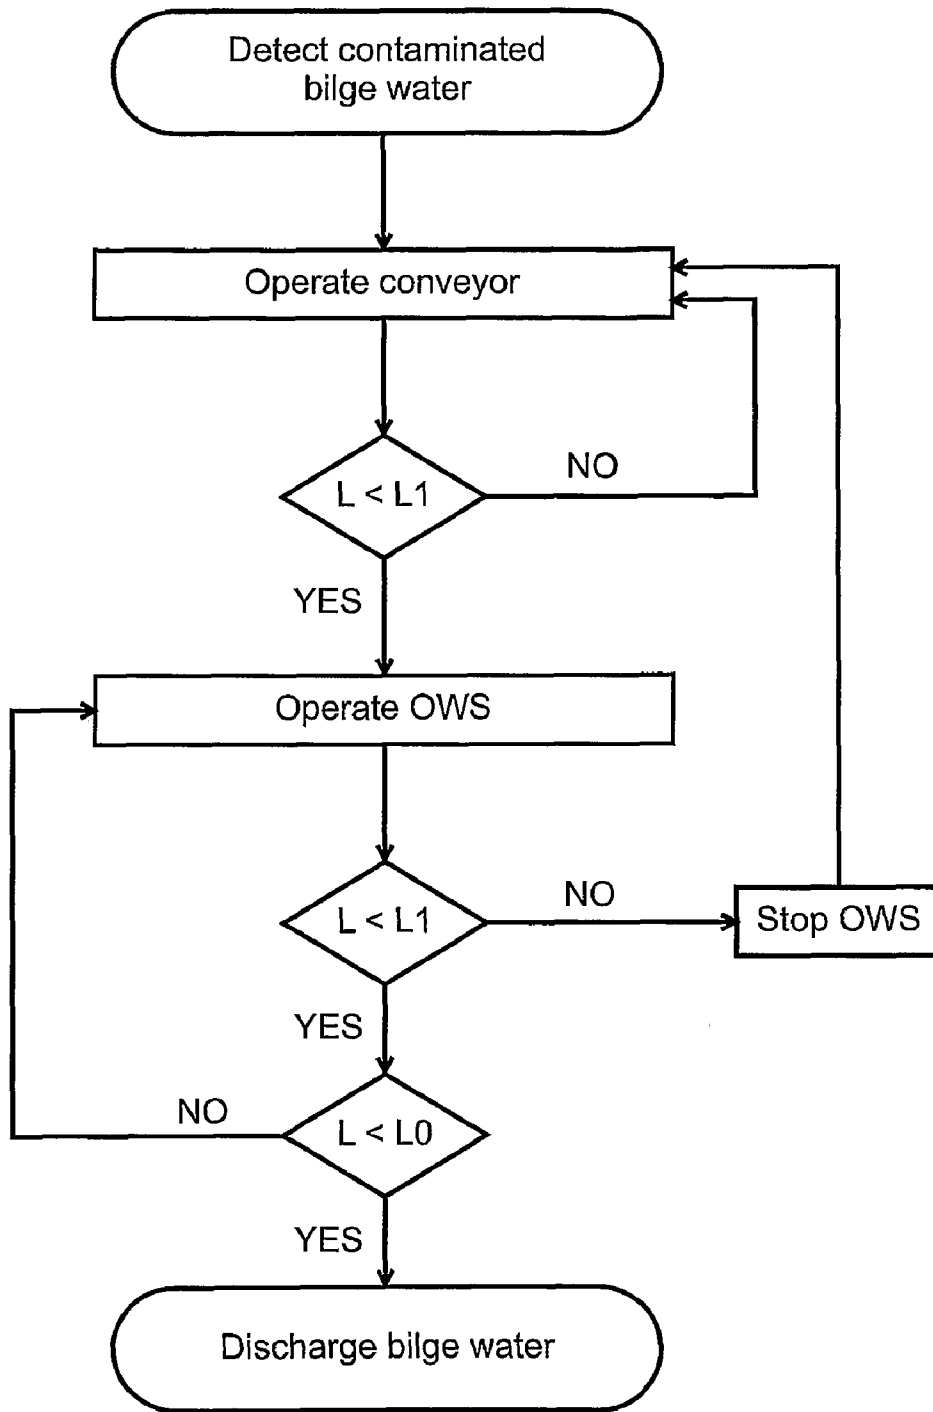 Detect contaminated
bilge water
Operate conveyor
L < L1
NO
YES
Operate OWS
L < L1
NO
Stop OWS
YES
L < L0
NO
YES
Discharge bilge water